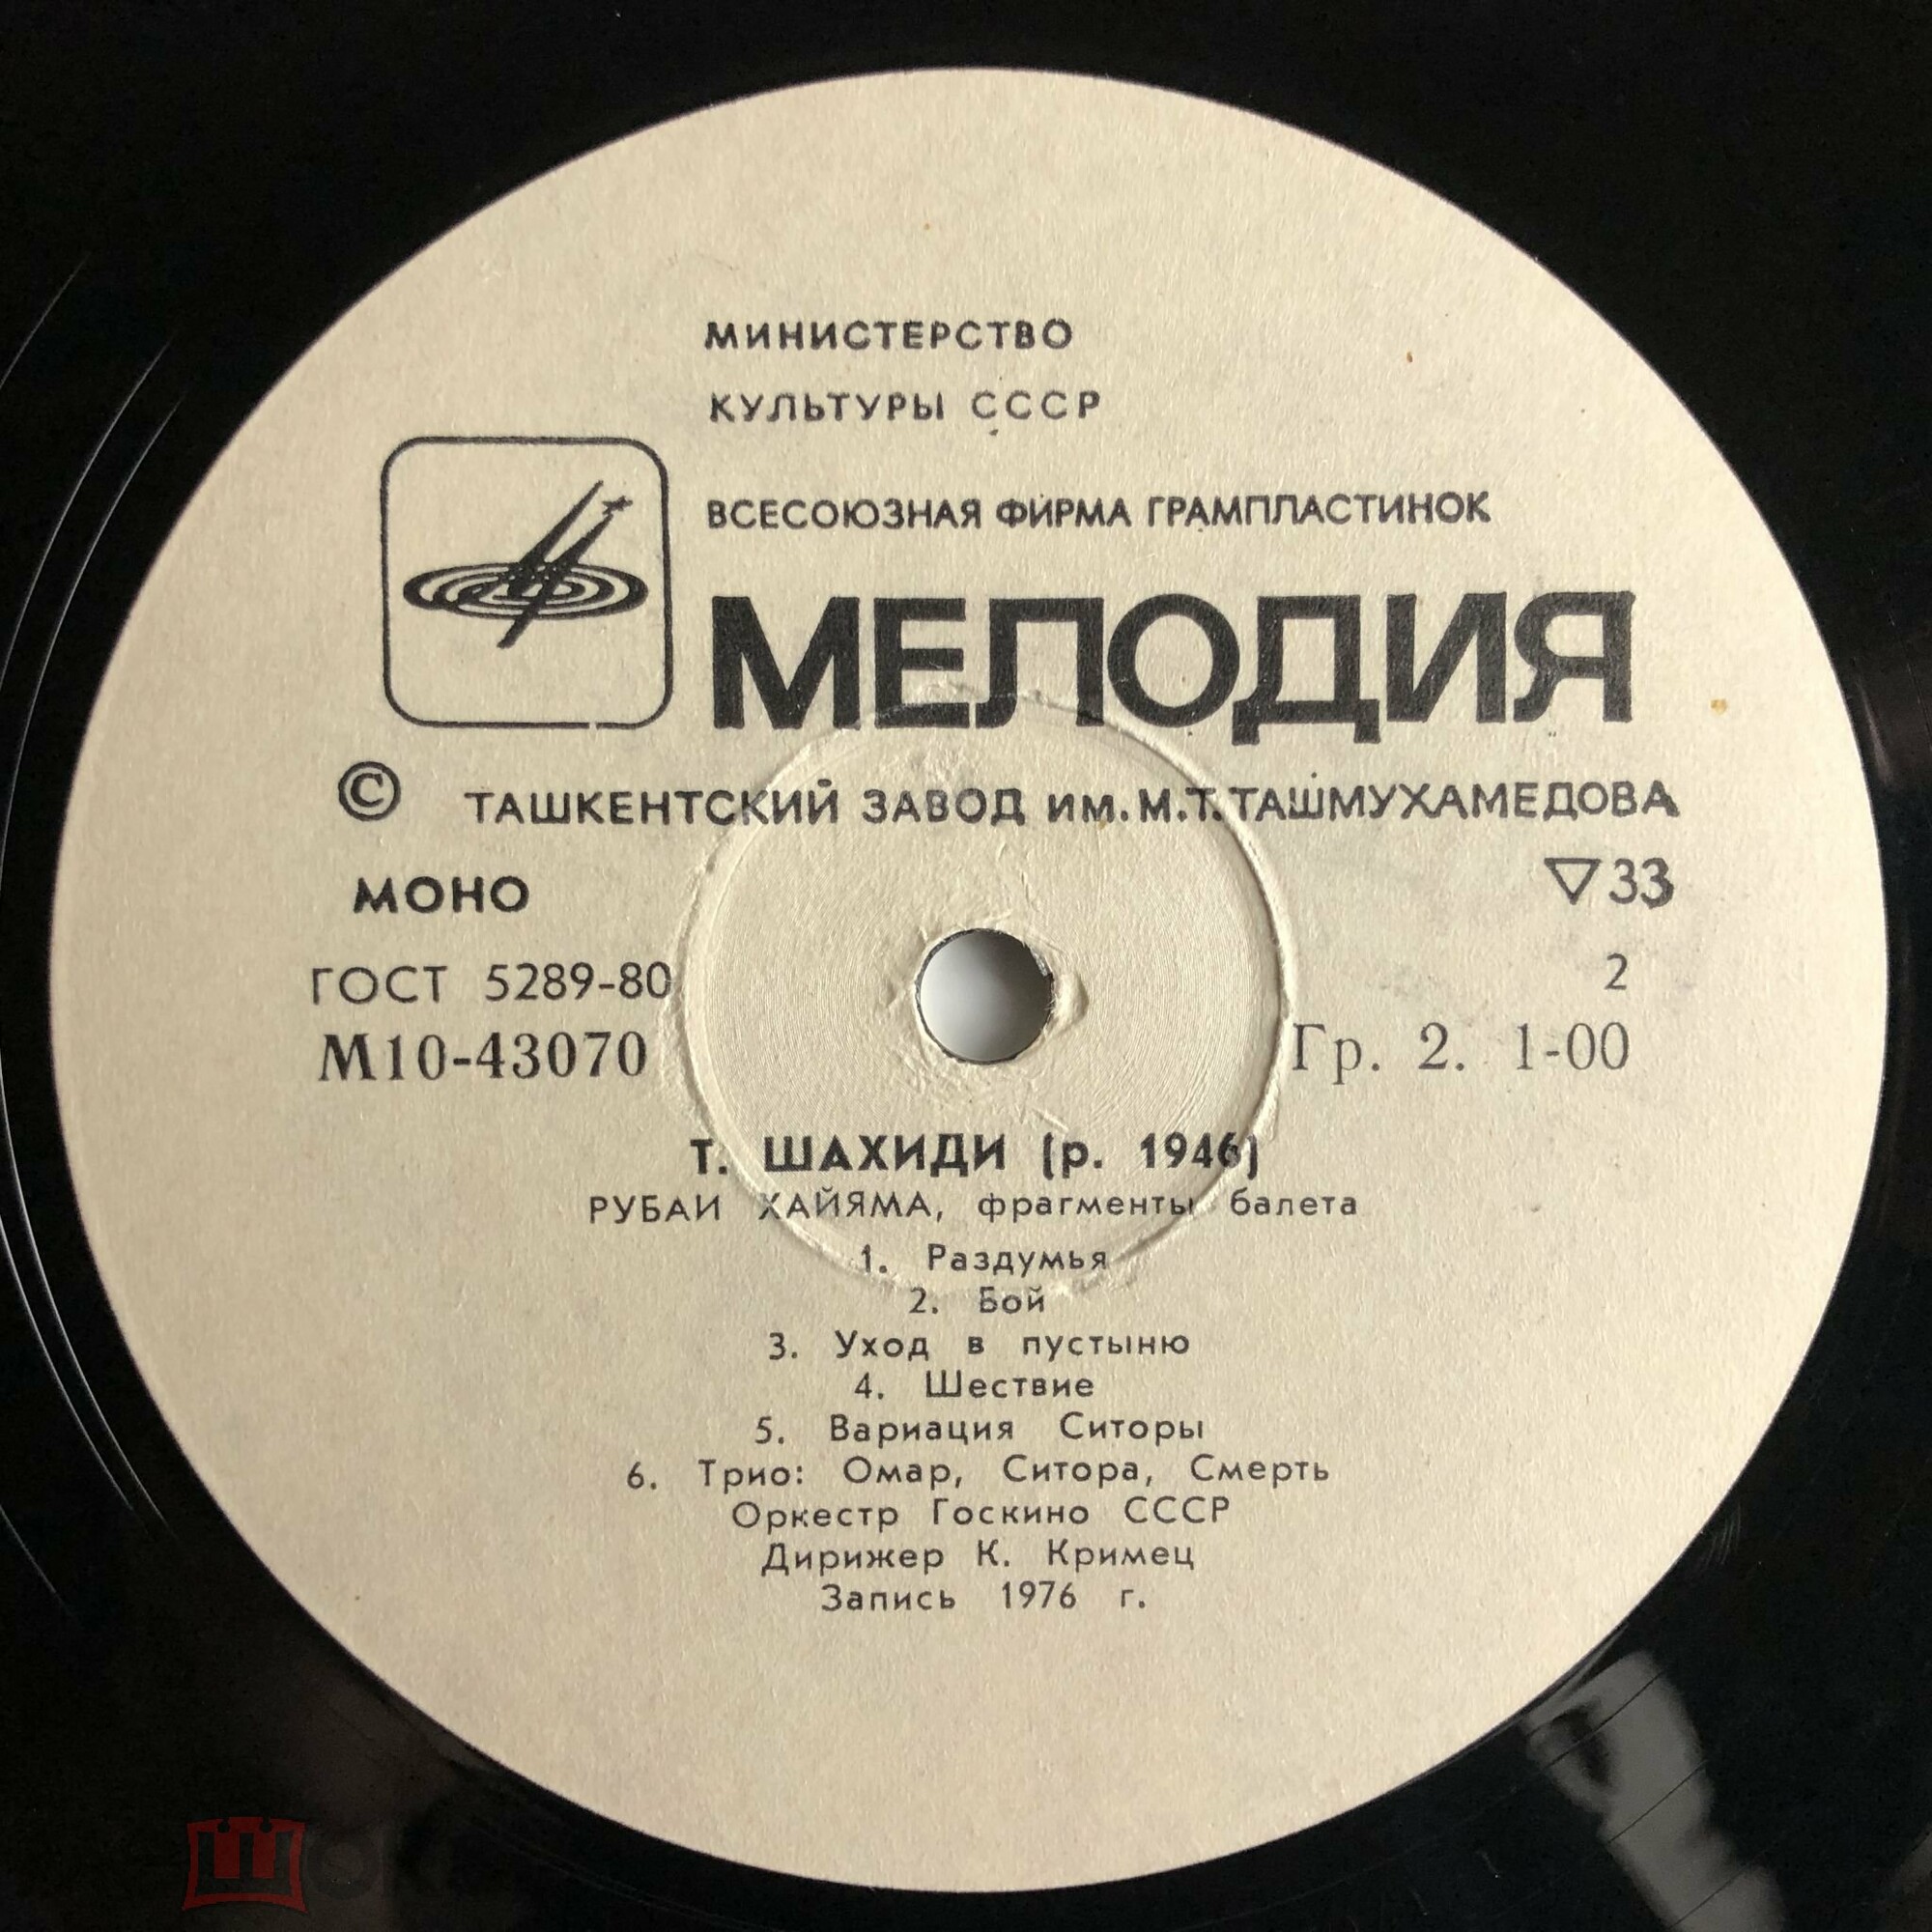 МИНИСТЕРСТВО
КУЛЬТУРЫ СССР
ВСЕСОЮЗНАЯ ФИРМА ГРАМПЛАСТИНОК
МЕЛОДИЯ
© ТАШКЕНТСКИЙ ЗАВОД ИМ. М.Т. ТАШМУХАМЕДОВА
МОНО ▽33
ГОСТ 5289-80 2
М10-43070 Гр. 2. 1-00
Т. ШАХИДИ (р. 1946)
РУБАИ ХАЙЯМА, фрагменты балета
1. Раздумья
2. Бой
3. Уход в пустыню
4. Шествие
5. Вариация Ситоры
6. Трио: Омар, Ситора, Смерть
Оркестр Госкино СССР
Дирижер К. Кримец
Запись 1976 г.